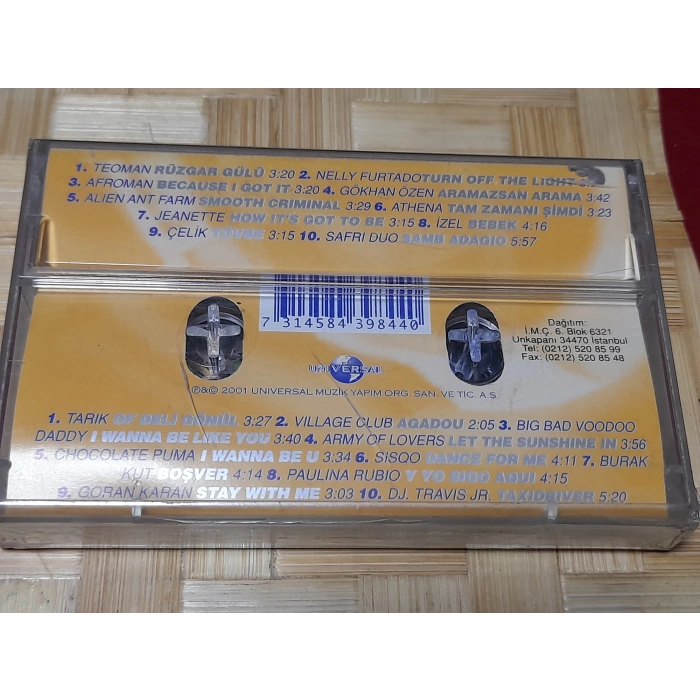 1. TEOMAN RÜZGAR GÜLÜ 3:20 2. NELLY FURTADO TURN OFF THE LIGHT
3. AFROMAN BECAUSE I GOT IT 3:20 4. GÖKHAN ÖZEN ARAMAZSAN ARAMA 3:42
5. ALIEN ANT FARM SMOOTH CRIMINAL 3:29 6. ATHENA TAM ZAMANI ŞİMDİ 3:23
7. JEANETTE HOW IT'S GOT TO BE 3:15 8. İZEL BEBEK 4:16
9. ÇELİK TÖVBE 3:15 10. SAFRI DUO SAMB ADAGIO 5:57
7 314584 398440
UNIVERSAL
Dağıtım:
İ.M.Ç. 6. Blok 6321
Unkapanı 34470 İstanbul
Tel: (0212) 520 85 99
Fax: (0212) 520 85 48
℗&© 2001 UNIVERSAL MÜZİK YAPIM ORG. SAN. VE TİC. A.Ş.
1. TARIK OF DELİ GÖNÜL 3:27 2. VILLAGE CLUB AGADOU 2:05 3. BIG BAD VOODOO
DADDY I WANNA BE LIKE YOU 3:40 4. ARMY OF LOVERS LET THE SUNSHINE IN 3:56
5. CHOCOLATE PUMA I WANNA BE U 3:34 6. SISQO DANCE FOR ME 4:11 7. BURAK
KUT BOŞVER 4:14 8. PAULINA RUBIO Y YO SIGO AQUI 4:15
9. GORAN KARAN STAY WITH ME 3:03 10. DJ. TRAVIS JR. TAXIDRIVER 5:20